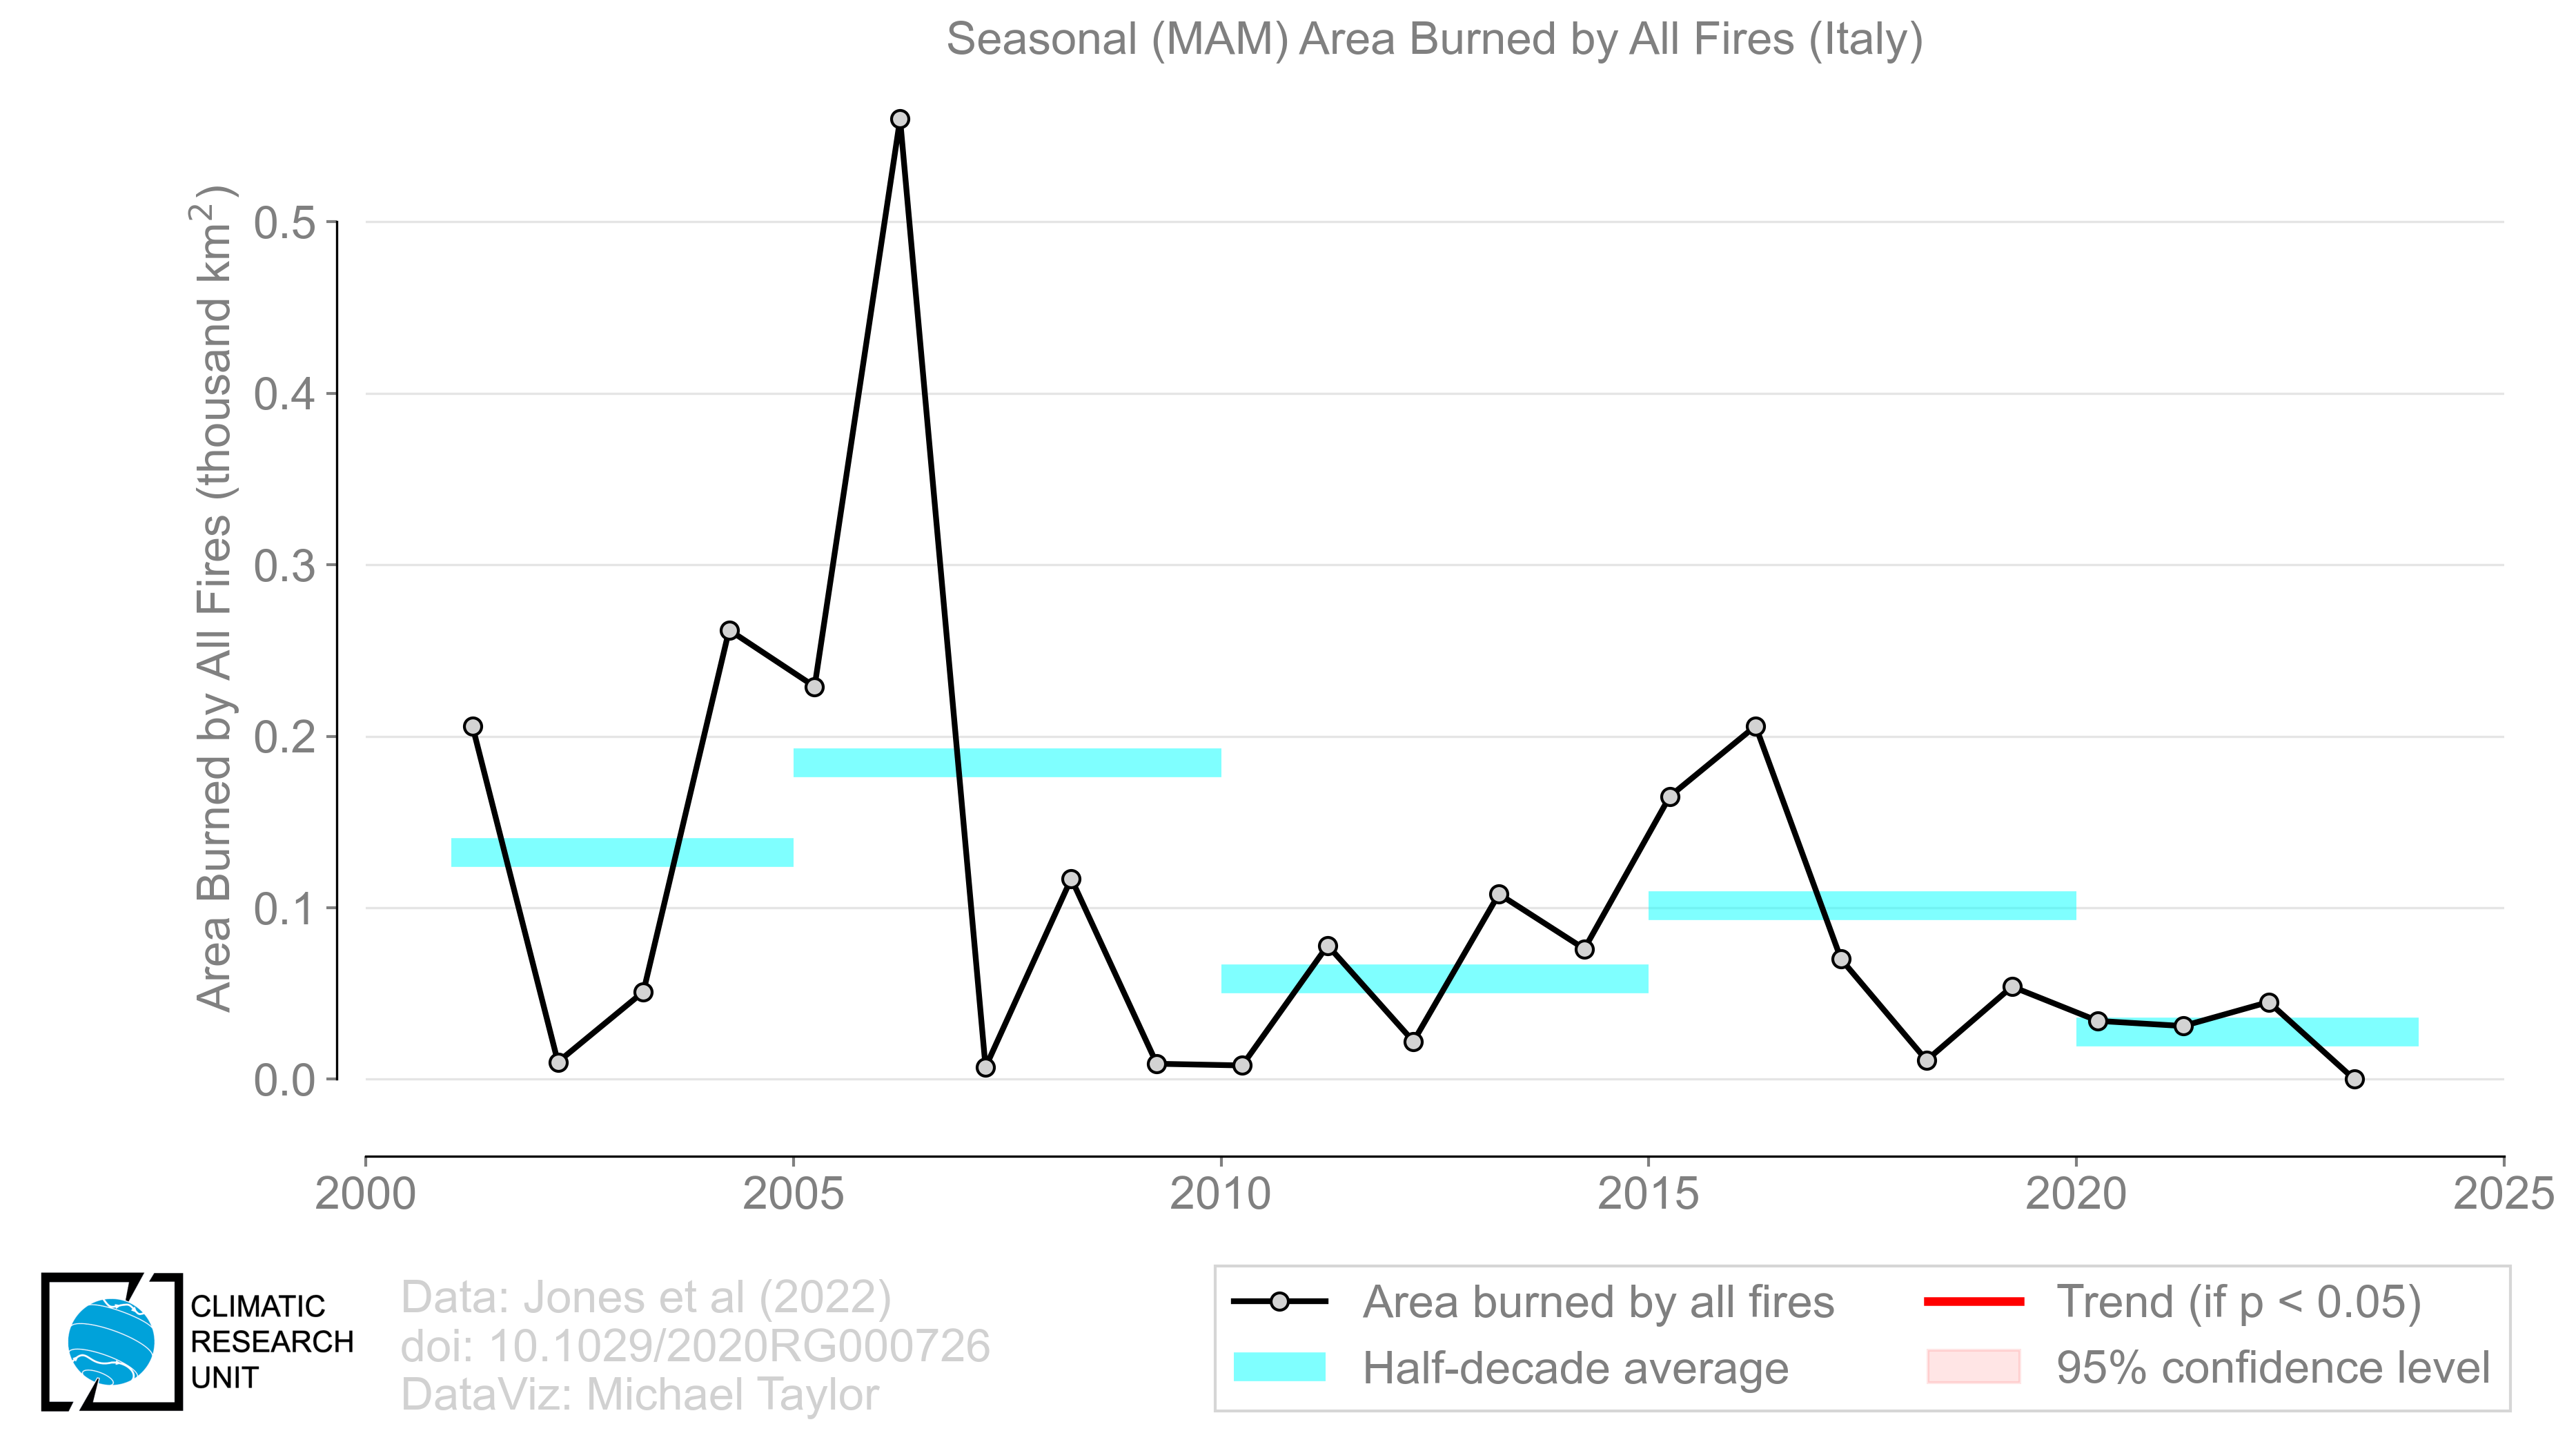 Seasonal (MAM) Area Burned by All Fires (Italy)
Area Burned by All Fires (thousand km²)
0.5
0.4
0.3
0.2
0.1
0.0
2000
2005
2010
2015
2020
2025
CLIMATIC
RESEARCH
UNIT
Data: Jones et al (2022)
doi: 10.1029/2020RG000726
DataViz: Michael Taylor
Area burned by all fires
Half-decade average
Trend (if p < 0.05)
95% confidence level